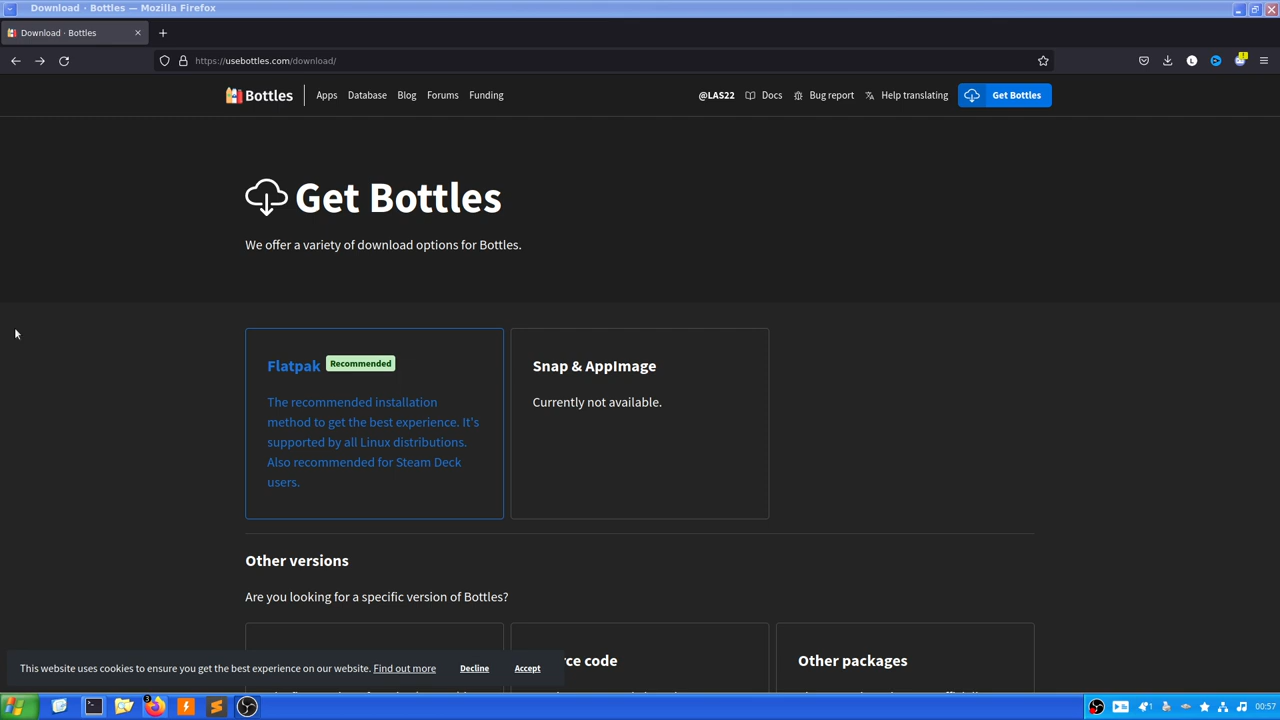 Download · Bottles — Mozilla Firefox
Download · Bottles
https://usebottles.com/download/
Bottles
Apps
Database
Blog
Forums
Funding
@LAS22
Docs
Bug report
Help translating
Get Bottles
Get Bottles
We offer a variety of download options for Bottles.
Flatpak
Recommended
The recommended installation
method to get the best experience. It's
supported by all Linux distributions.
Also recommended for Steam Deck
users.
Snap & AppImage
Currently not available.
Other versions
Are you looking for a specific version of Bottles?
rce code
Other packages
This website uses cookies to ensure you get the best experience on our website. Find out more
Decline
Accept
start
3
1
00:57